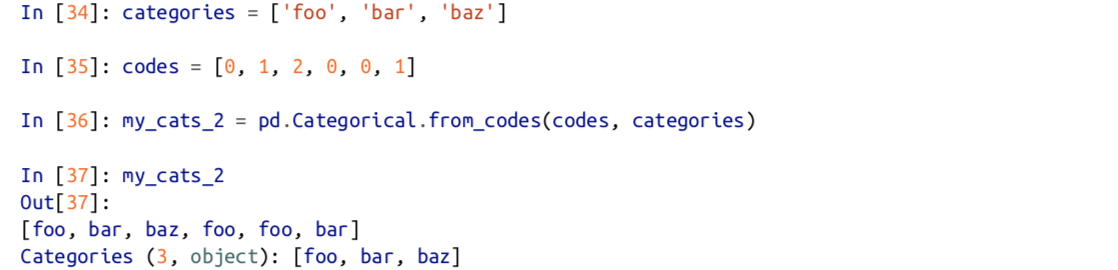 In [34]: categories = ['foo', 'bar', 'baz']
In [35]: codes = [0, 1, 2, 0, 0, 1]
In [36]: my_cats_2 = pd.Categorical.from_codes(codes, categories)
In [37]: my_cats_2
Out[37]:
[foo, bar, baz, foo, foo, bar]
Categories (3, object): [foo, bar, baz]